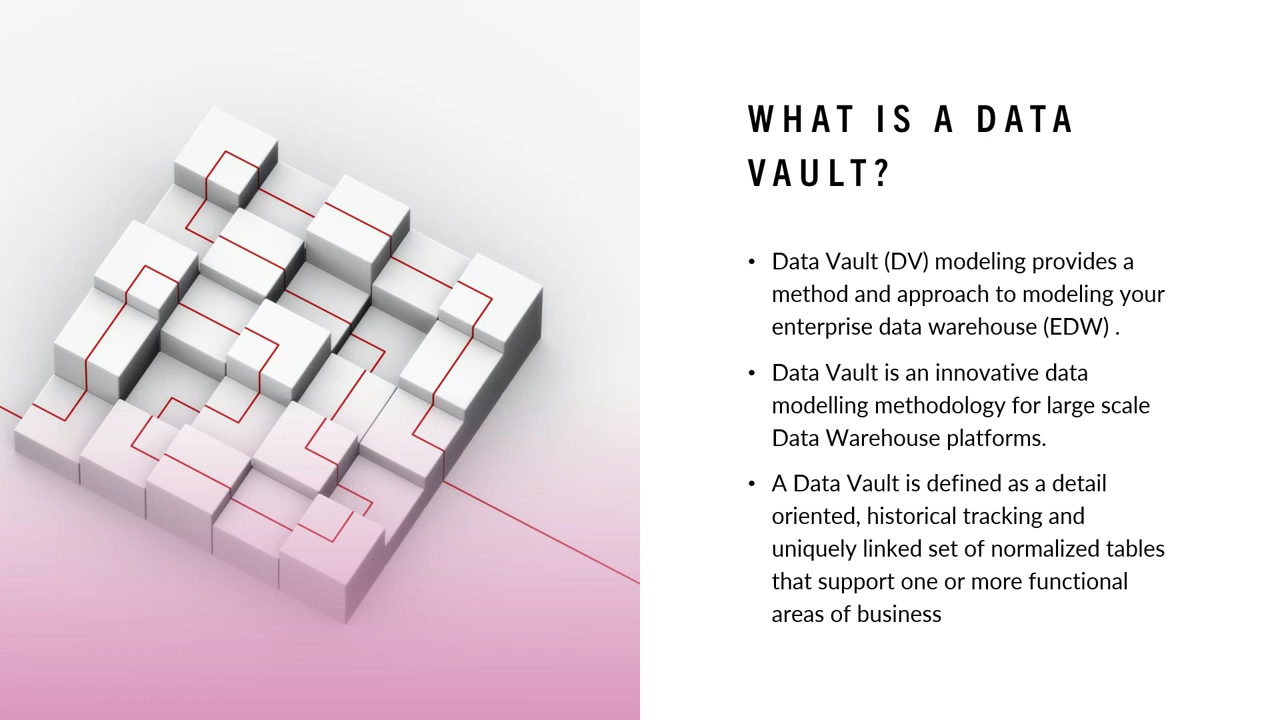 WHAT IS A DATA
VAULT?
• Data Vault (DV) modeling provides a
method and approach to modeling your
enterprise data warehouse (EDW) .
• Data Vault is an innovative data
modelling methodology for large scale
Data Warehouse platforms.
• A Data Vault is defined as a detail
oriented, historical tracking and
uniquely linked set of normalized tables
that support one or more functional
areas of business